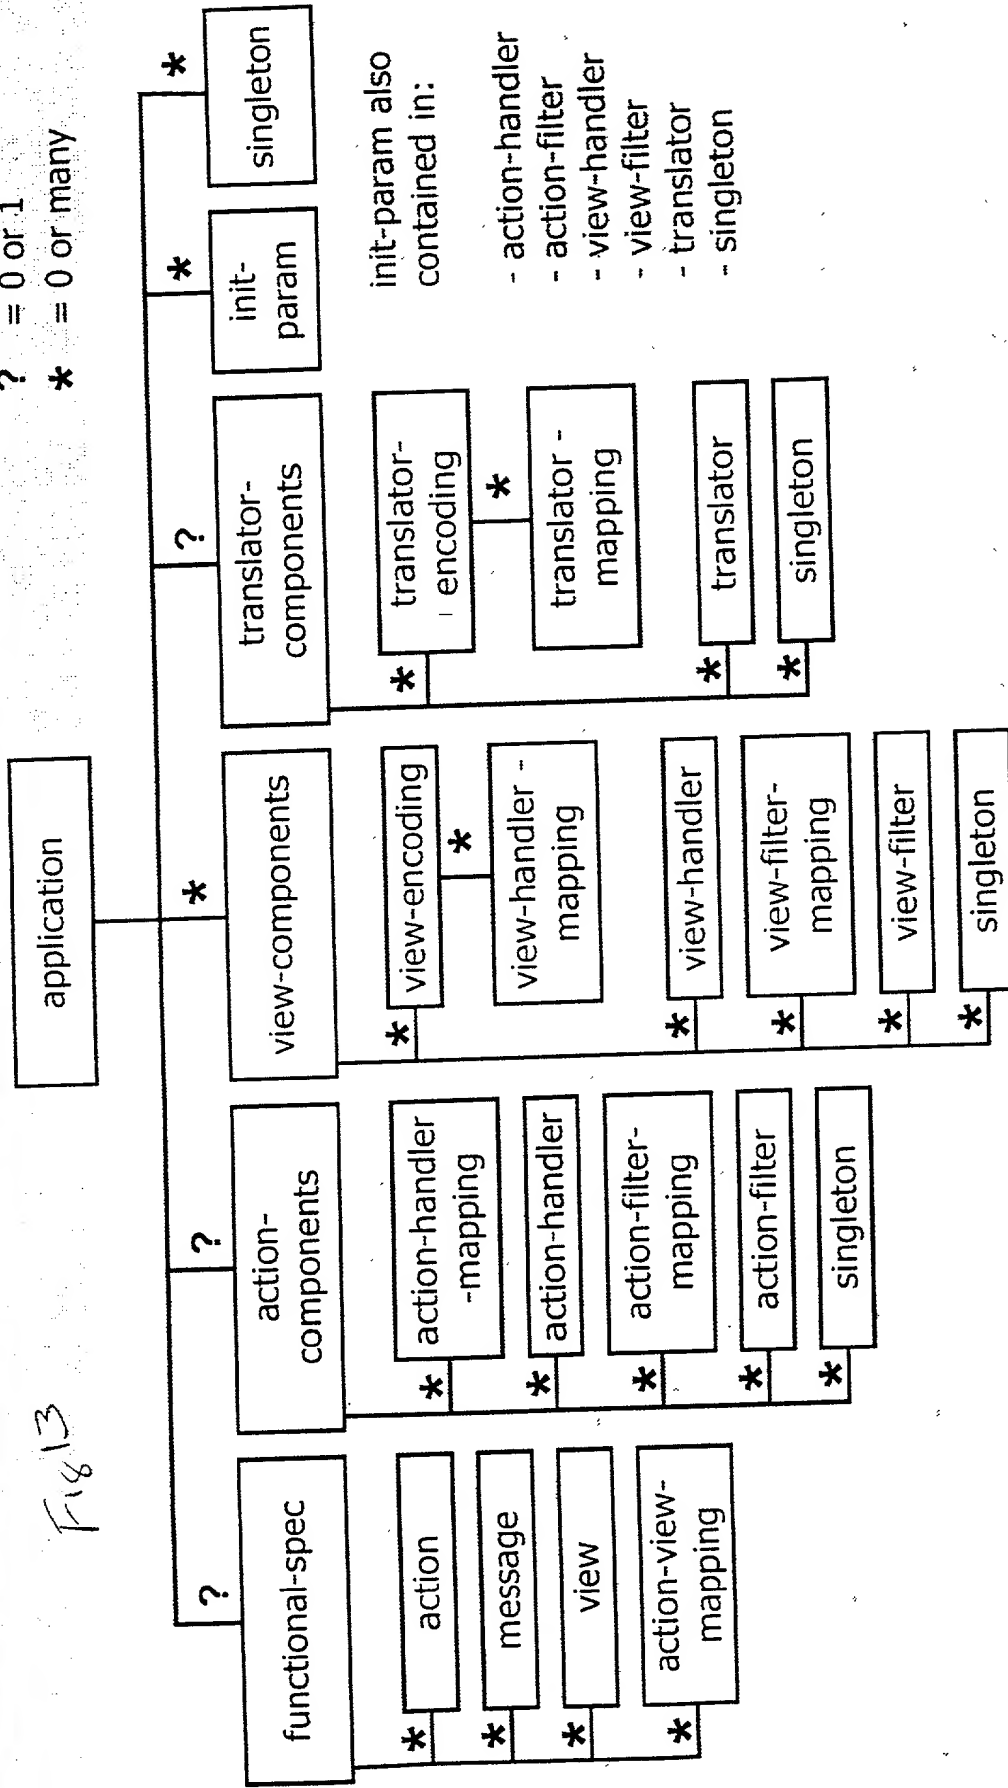 Fig 13
? = 0 or 1
* = 0 or many
application
?
?
*
?
*
*
functional-spec
action-
components
view-components
translator-
components
init-
param
singleton
*
action
*
message
*
view
*
action-view-
mapping
*
action-handler
-mapping
*
action-handler
*
action-filter-
mapping
*
action-filter
*
singleton
*
view-encoding
*
view-handler -
mapping
*
view-handler
*
view-filter-
mapping
*
view-filter
*
singleton
*
translator-
encoding
*
translator -
mapping
*
translator
*
singleton
init-param also
contained in:
- action-handler
- action-filter
- view-handler
- view-filter
- translator
- singleton